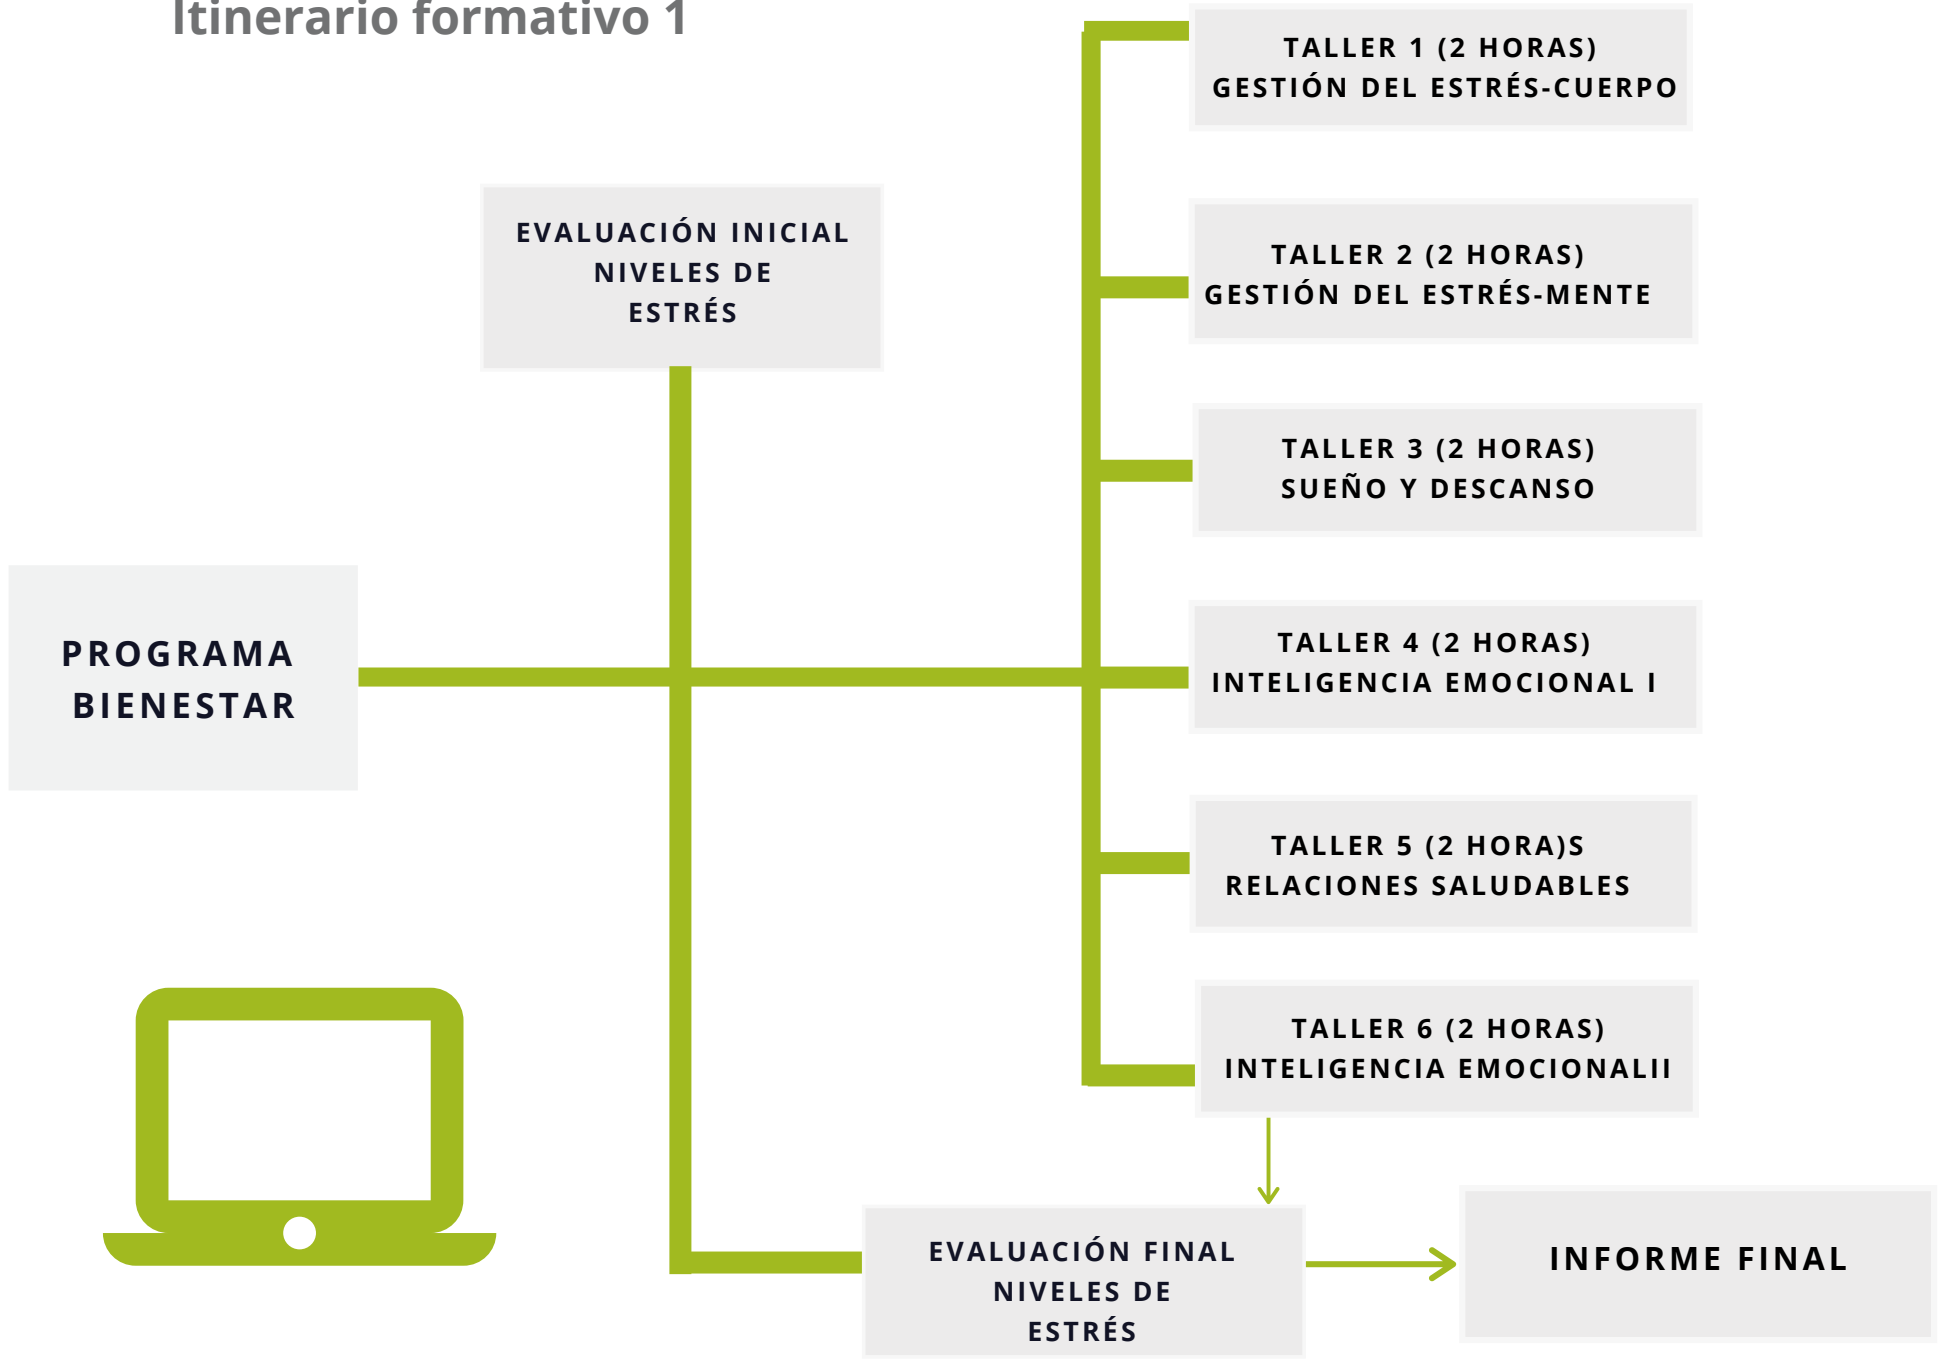 Itinerario formativo 1
EVALUACIÓN INICIAL
NIVELES DE
ESTRÉS
PROGRAMA
BIENESTAR
TALLER 1 (2 HORAS)
GESTIÓN DEL ESTRÉS-CUERPO
TALLER 2 (2 HORAS)
GESTIÓN DEL ESTRÉS-MENTE
TALLER 3 (2 HORAS)
SUEÑO Y DESCANSO
TALLER 4 (2 HORAS)
INTELIGENCIA EMOCIONAL I
TALLER 5 (2 HORA)S
RELACIONES SALUDABLES
TALLER 6 (2 HORAS)
INTELIGENCIA EMOCIONALII
EVALUACIÓN FINAL
NIVELES DE
ESTRÉS
INFORME FINAL